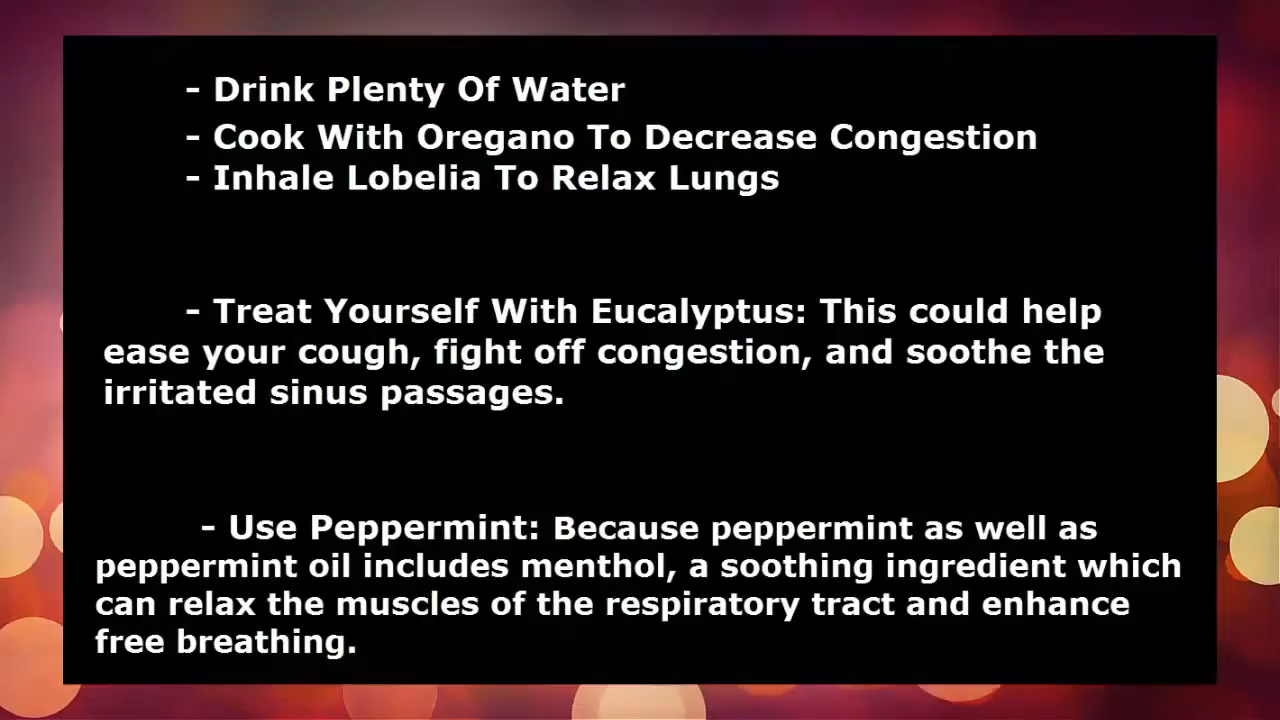 - Drink Plenty Of Water
- Cook With Oregano To Decrease Congestion
- Inhale Lobelia To Relax Lungs
- Treat Yourself With Eucalyptus: This could help
ease your cough, fight off congestion, and soothe the
irritated sinus passages.
- Use Peppermint: Because peppermint as well as
peppermint oil includes menthol, a soothing ingredient which
can relax the muscles of the respiratory tract and enhance
free breathing.